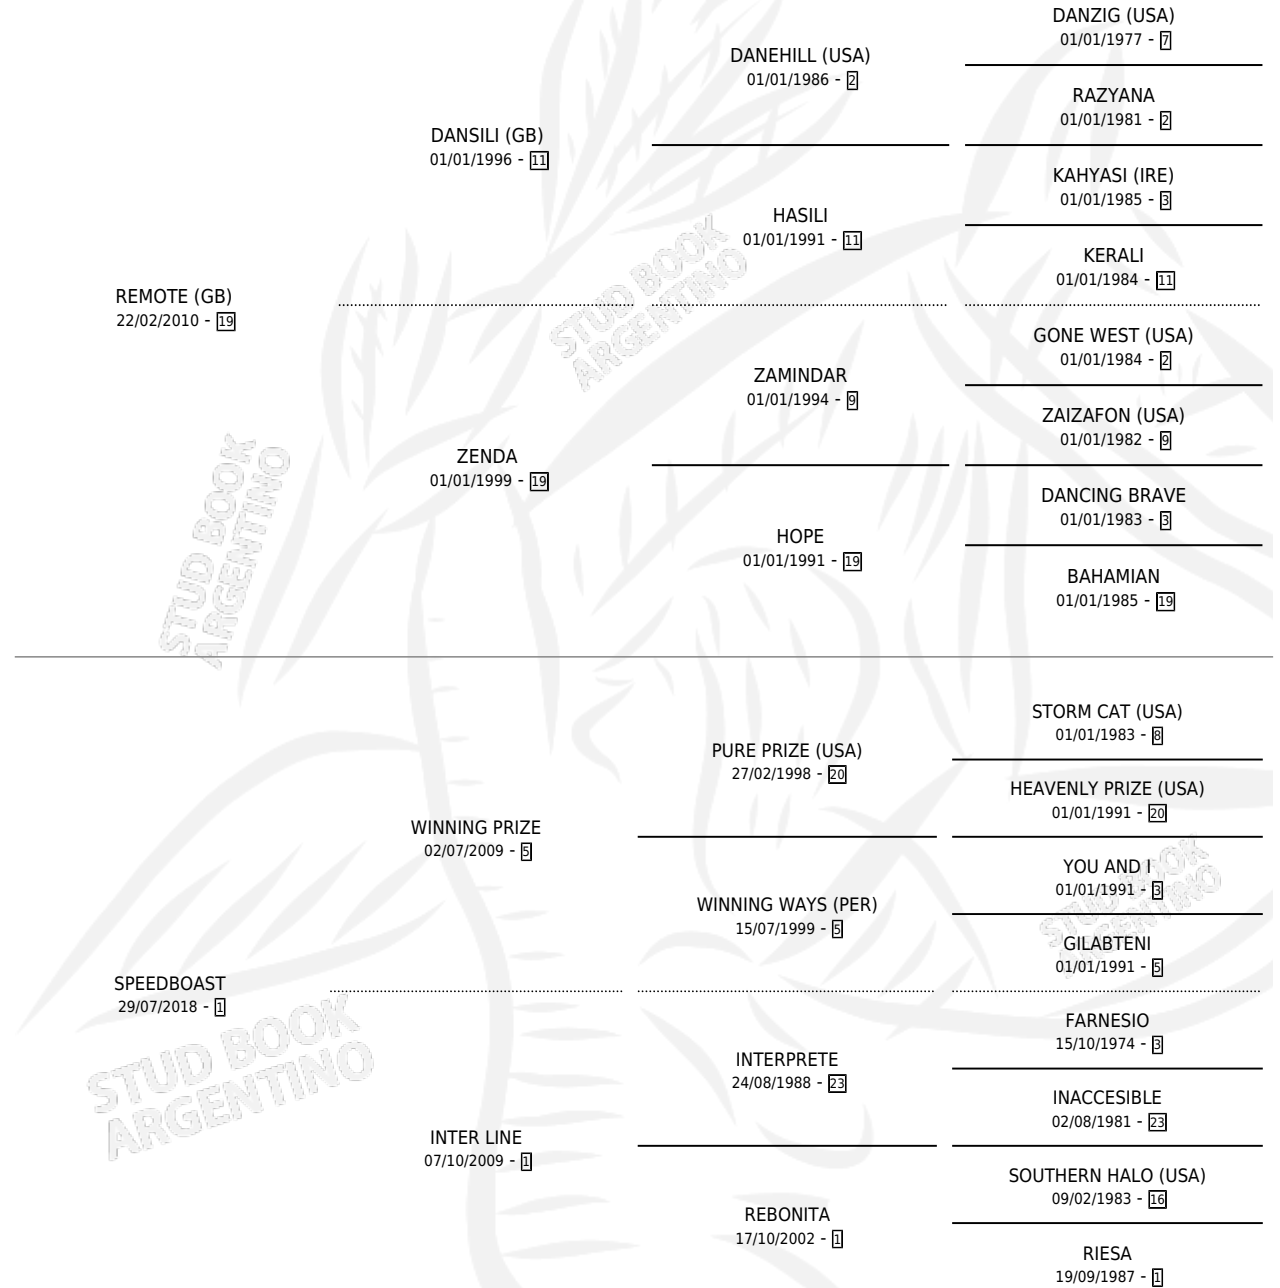 DANZIG (USA)
01/01/1977 - 7
DANEHILL (USA)
01/01/1986 - 2
RAZYANA
01/01/1981 - 2
DANSILI (GB)
01/01/1996 - 11
KAHYASI (IRE)
01/01/1985 - 3
HASILI
01/01/1991 - 11
KERALI
01/01/1984 - 11
REMOTE (GB)
22/02/2010 - 19
GONE WEST (USA)
01/01/1984 - 2
ZAMINDAR
01/01/1994 - 9
ZAIZAFON (USA)
01/01/1982 - 9
ZENDA
01/01/1999 - 19
DANCING BRAVE
01/01/1983 - 3
HOPE
01/01/1991 - 19
BAHAMIAN
01/01/1985 - 19
STORM CAT (USA)
01/01/1983 - 8
PURE PRIZE (USA)
27/02/1998 - 20
HEAVENLY PRIZE (USA)
01/01/1991 - 20
WINNING PRIZE
02/07/2009 - 5
YOU AND I
01/01/1991 - 3
WINNING WAYS (PER)
15/07/1999 - 5
GILABTENI
01/01/1991 - 5
SPEEDBOAST
29/07/2018 - 1
FARNESIO
15/10/1974 - 3
INTERPRETE
24/08/1988 - 23
INACCESIBLE
02/08/1981 - 23
INTER LINE
07/10/2009 - 1
SOUTHERN HALO (USA)
09/02/1983 - 16
REBONITA
17/10/2002 - 1
RIESA
19/09/1987 - 1
STUD BOOK
ARGENTINO
STUD BOOK
ARGENTINO
STUD BOOK
ARGENTINO
STUD BOOK
ARGENTINO